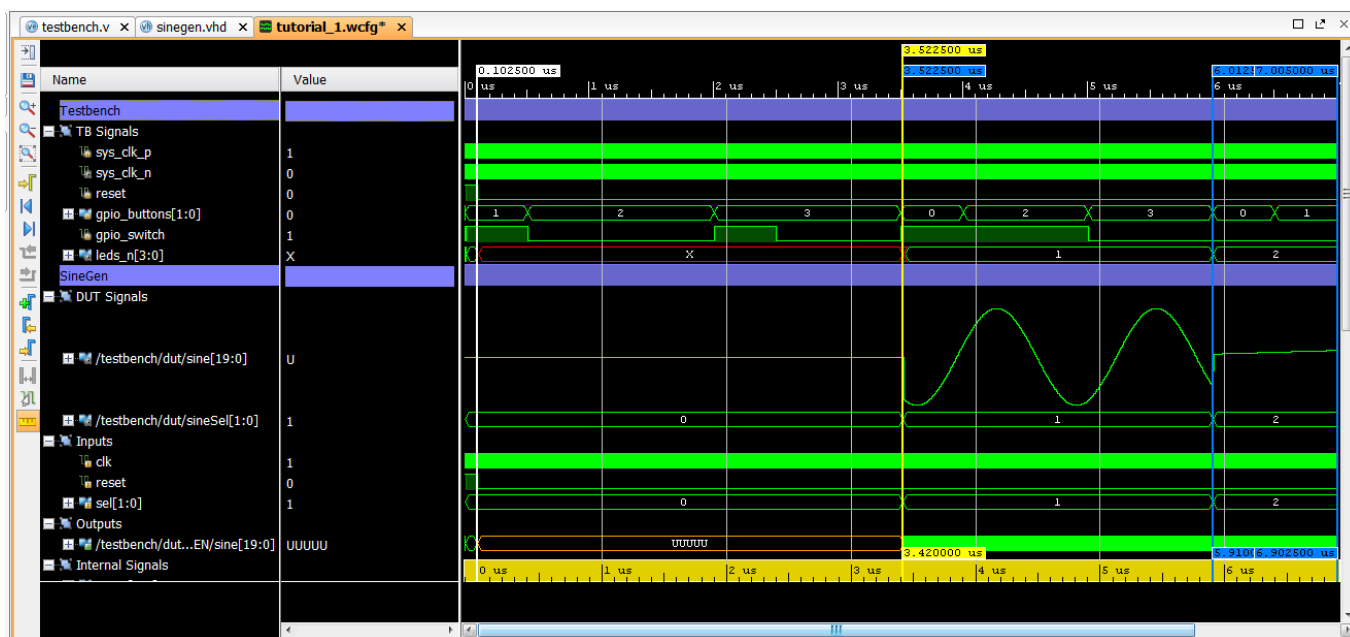 testbench.v sinegen.vhd tutorial_1.wcfg*
3.522500 us
0.102500 us 3.522500 us 7.005000 us
Name Value
0 us 1 us 2 us 3 us 4 us 5 us 6 us
Testbench
TB Signals
sys_clk_p 1
sys_clk_n 0
reset 0
gpio_buttons[1:0] 0 1 2 3 0 2 3 0 1
gpio_switch 1
leds_n[3:0] X X 1 2
SineGen
DUT Signals
/testbench/dut/sine[19:0] U
/testbench/dut/sineSel[1:0] 1 0 1 2
Inputs
clk 1
reset 0
sel[1:0] 1 0 1 2
Outputs
/testbench/dut...EN/sine[19:0] UUUUU UUUUU
3.420000 us 6.902500 us
Internal Signals
0 us 1 us 2 us 3 us 4 us 5 us 6 us